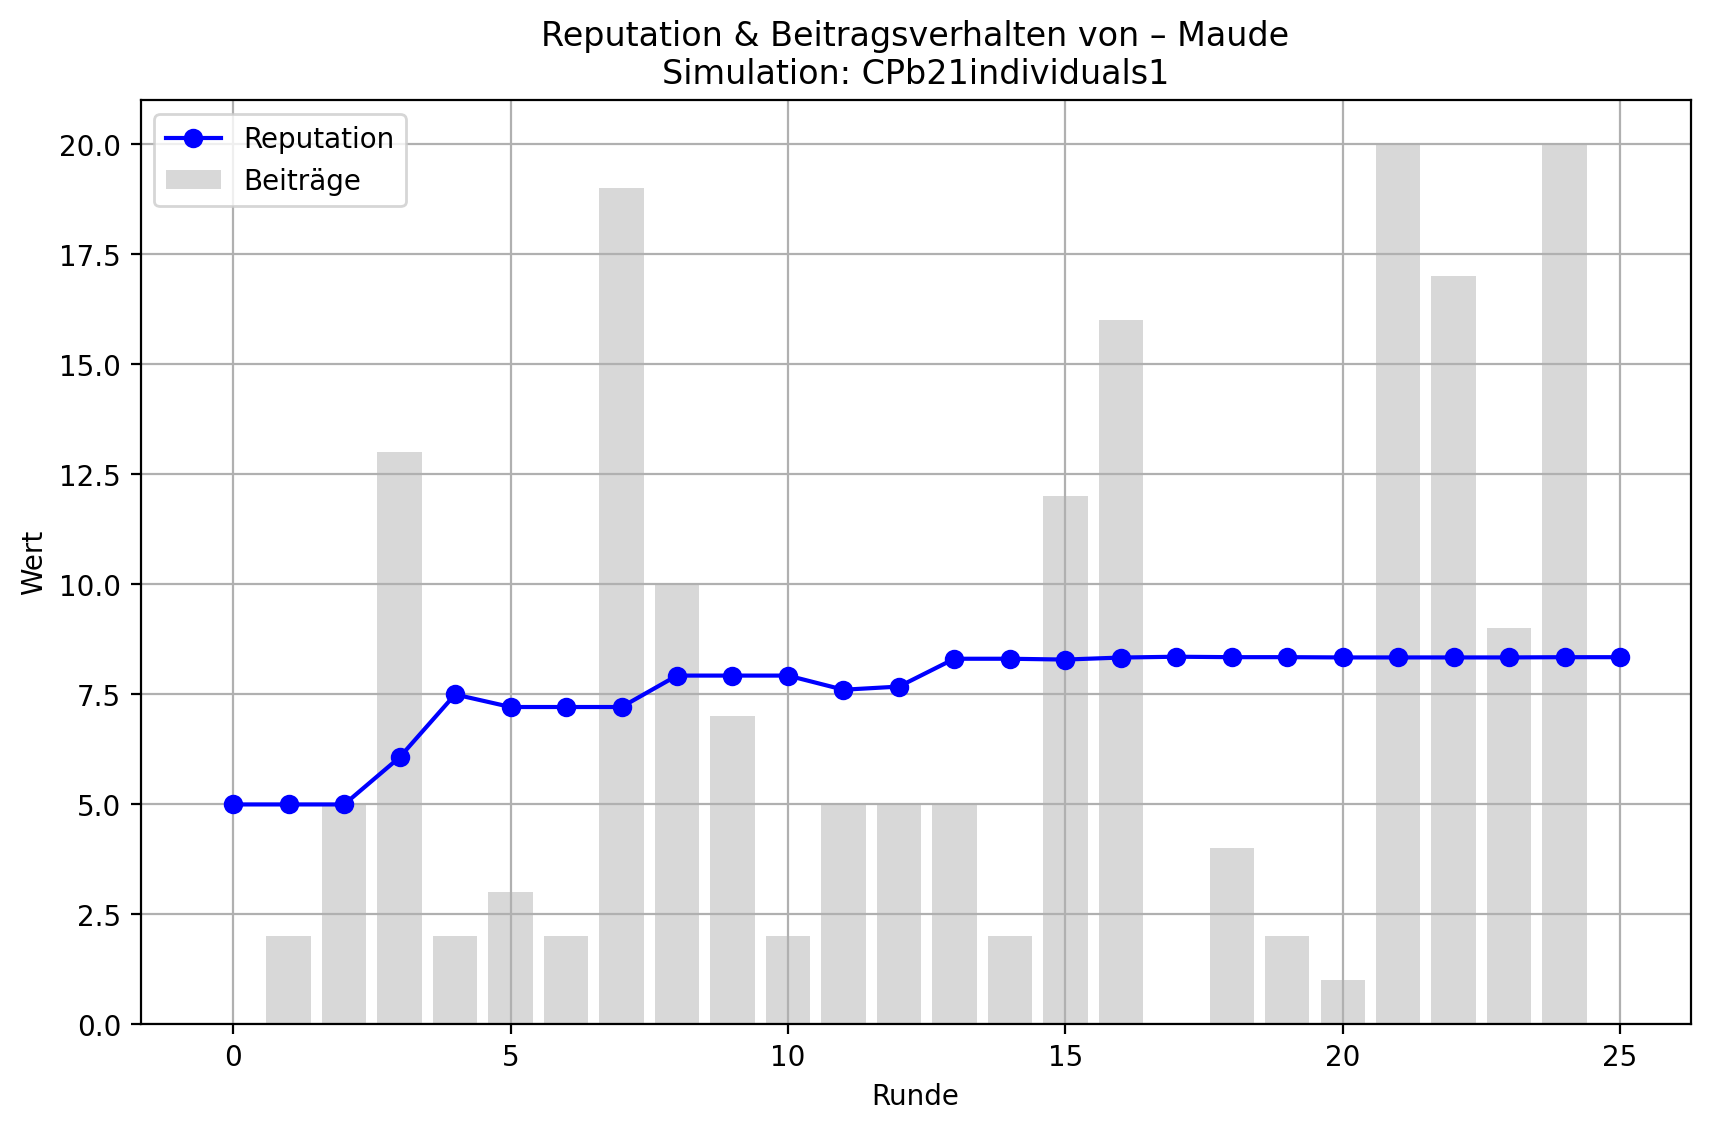 Reputation & Beitragsverhalten von – Maude
Simulation: CPb21individuals1
Reputation
Beiträge
20.0
17.5
15.0
12.5
10.0
7.5
5.0
2.5
0.0
Wert
0 5 10 15 20 25
Runde